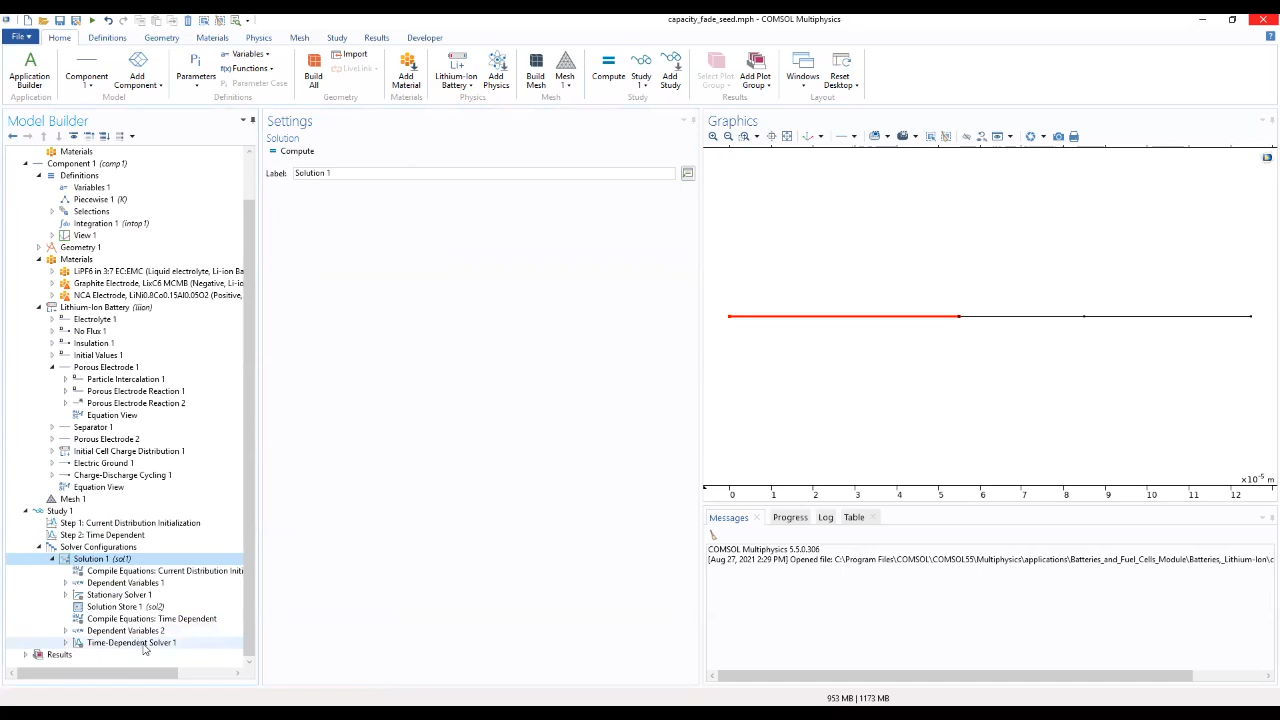 capacity_fade_seed.mph - COMSOL Multiphysics
File
Home
Definitions
Geometry
Materials
Physics
Mesh
Study
Results
Developer
Application Builder
Component 1
Add Component
Parameters
Variables
Functions
Parameter Case
Build All
Import
LiveLink
Add Material
Lithium-Ion Battery
Add Physics
Build Mesh
Mesh 1
Compute
Study 1
Add Study
Select Plot Group
Add Plot Group
Windows
Reset Desktop
Application
Model
Definitions
Geometry
Materials
Physics
Mesh
Study
Results
Layout
Model Builder
Materials
Component 1 (comp1)
Definitions
Variables 1
Piecewise 1 (K)
Selections
Integration 1 (intop1)
View 1
Geometry 1
Materials
LiPF6 in 3:7 EC:EMC (Liquid electrolyte, Li-ion Ba
Graphite Electrode, LixC6 MCMB (Negative, Li-io
NCA Electrode, LiNi0.8Co0.15Al0.05O2 (Positive,
Lithium-Ion Battery (liion)
Electrolyte 1
No Flux 1
Insulation 1
Initial Values 1
Porous Electrode 1
Particle Intercalation 1
Porous Electrode Reaction 1
Porous Electrode Reaction 2
Equation View
Separator 1
Porous Electrode 2
Initial Cell Charge Distribution 1
Electric Ground 1
Charge-Discharge Cycling 1
Equation View
Mesh 1
Study 1
Step 1: Current Distribution Initialization
Step 2: Time Dependent
Solver Configurations
Solution 1 (sol1)
Compile Equations: Current Distribution Initi
Dependent Variables 1
Stationary Solver 1
Solution Store 1 (sol2)
Compile Equations: Time Dependent
Dependent Variables 2
Time-Dependent Solver 1
Results
Settings
Solution
= Compute
Label: Solution 1
Graphics
×10⁻⁵ m
0 1 2 3 4 5 6 7 8 9 10 11 12
Messages
Progress
Log
Table
COMSOL Multiphysics 5.5.0.306
[Aug 27, 2021 2:29 PM] Opened file: C:\Program Files\COMSOL\COMSOL55\Multiphysics\applications\Batteries_and_Fuel_Cells_Module\Batteries,_Lithium-Ion\c
953 MB | 1173 MB